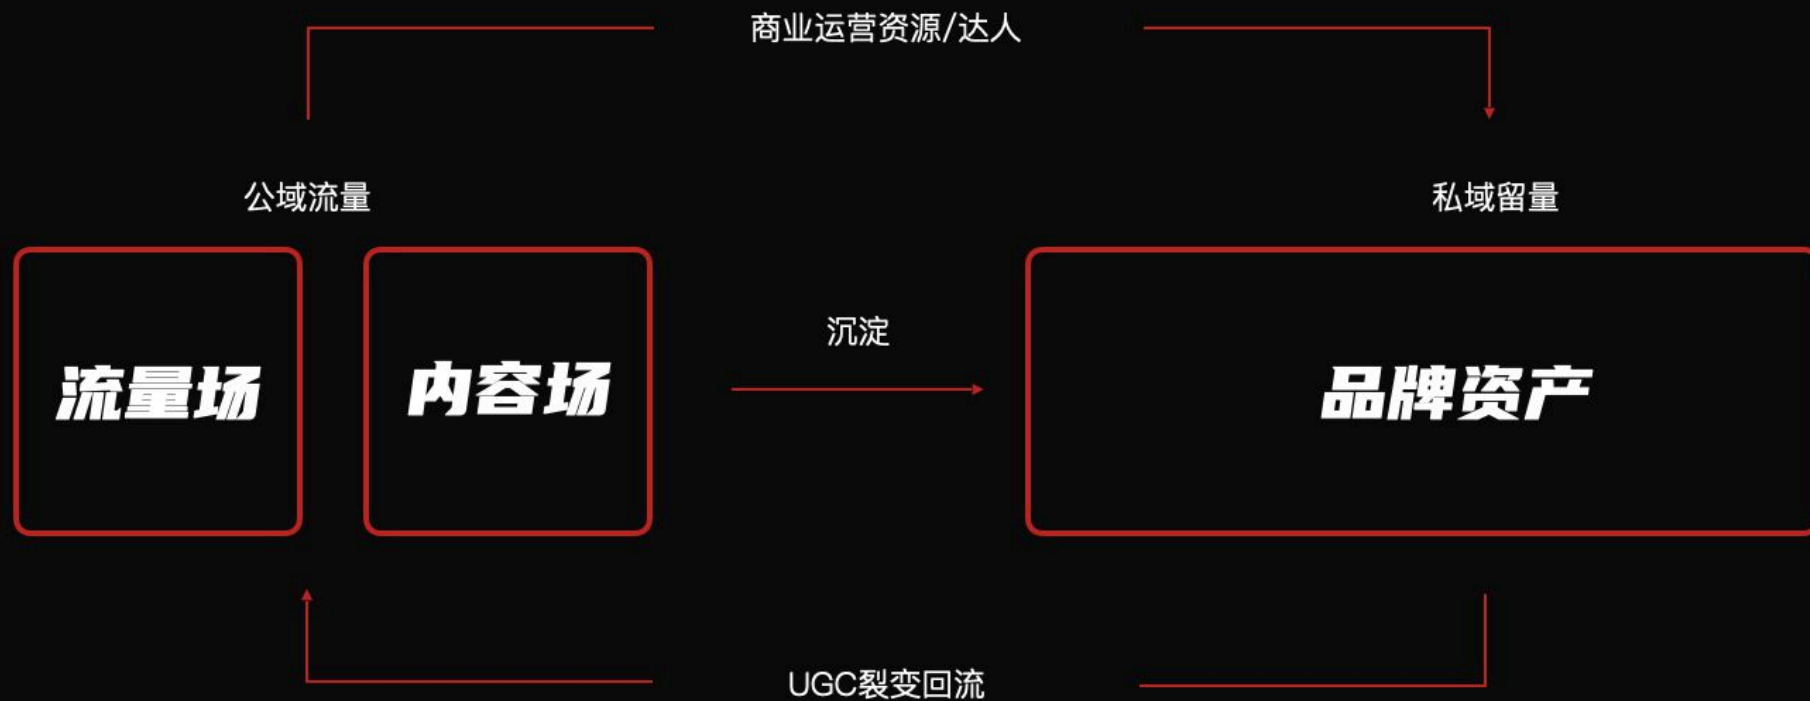 商业运营资源/达人
公域流量
私域留量
流量场
内容场
沉淀
品牌资产
UGC裂变回流